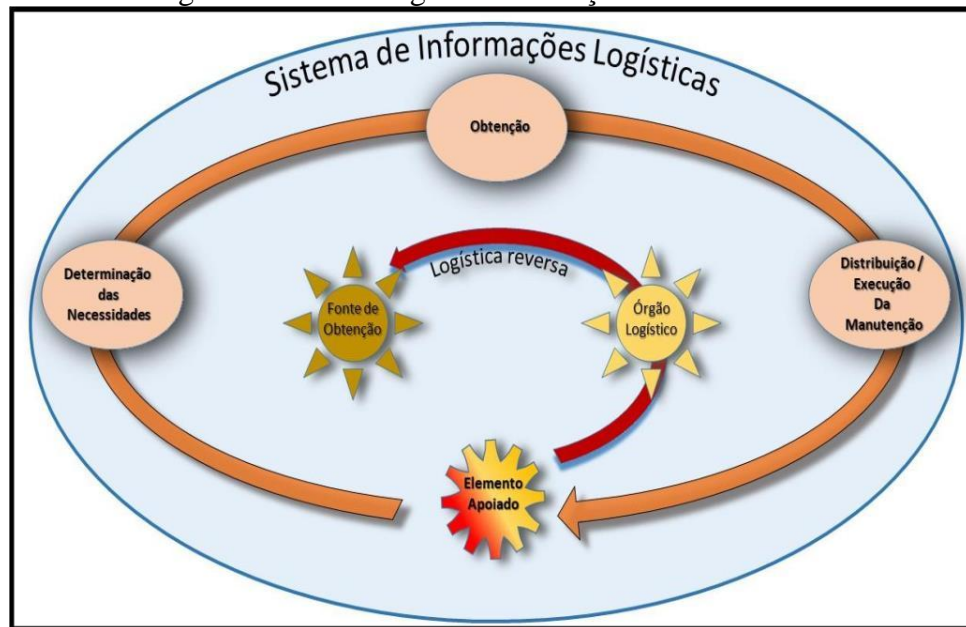 Sistema de Informações Logísticas
Obtenção
Determinação
das
Necessidades
Logística reversa
Distribuição /
Execução
Da
Manutenção
Fonte de
Obtenção
Órgão
Logístico
Elemento
Apoiado